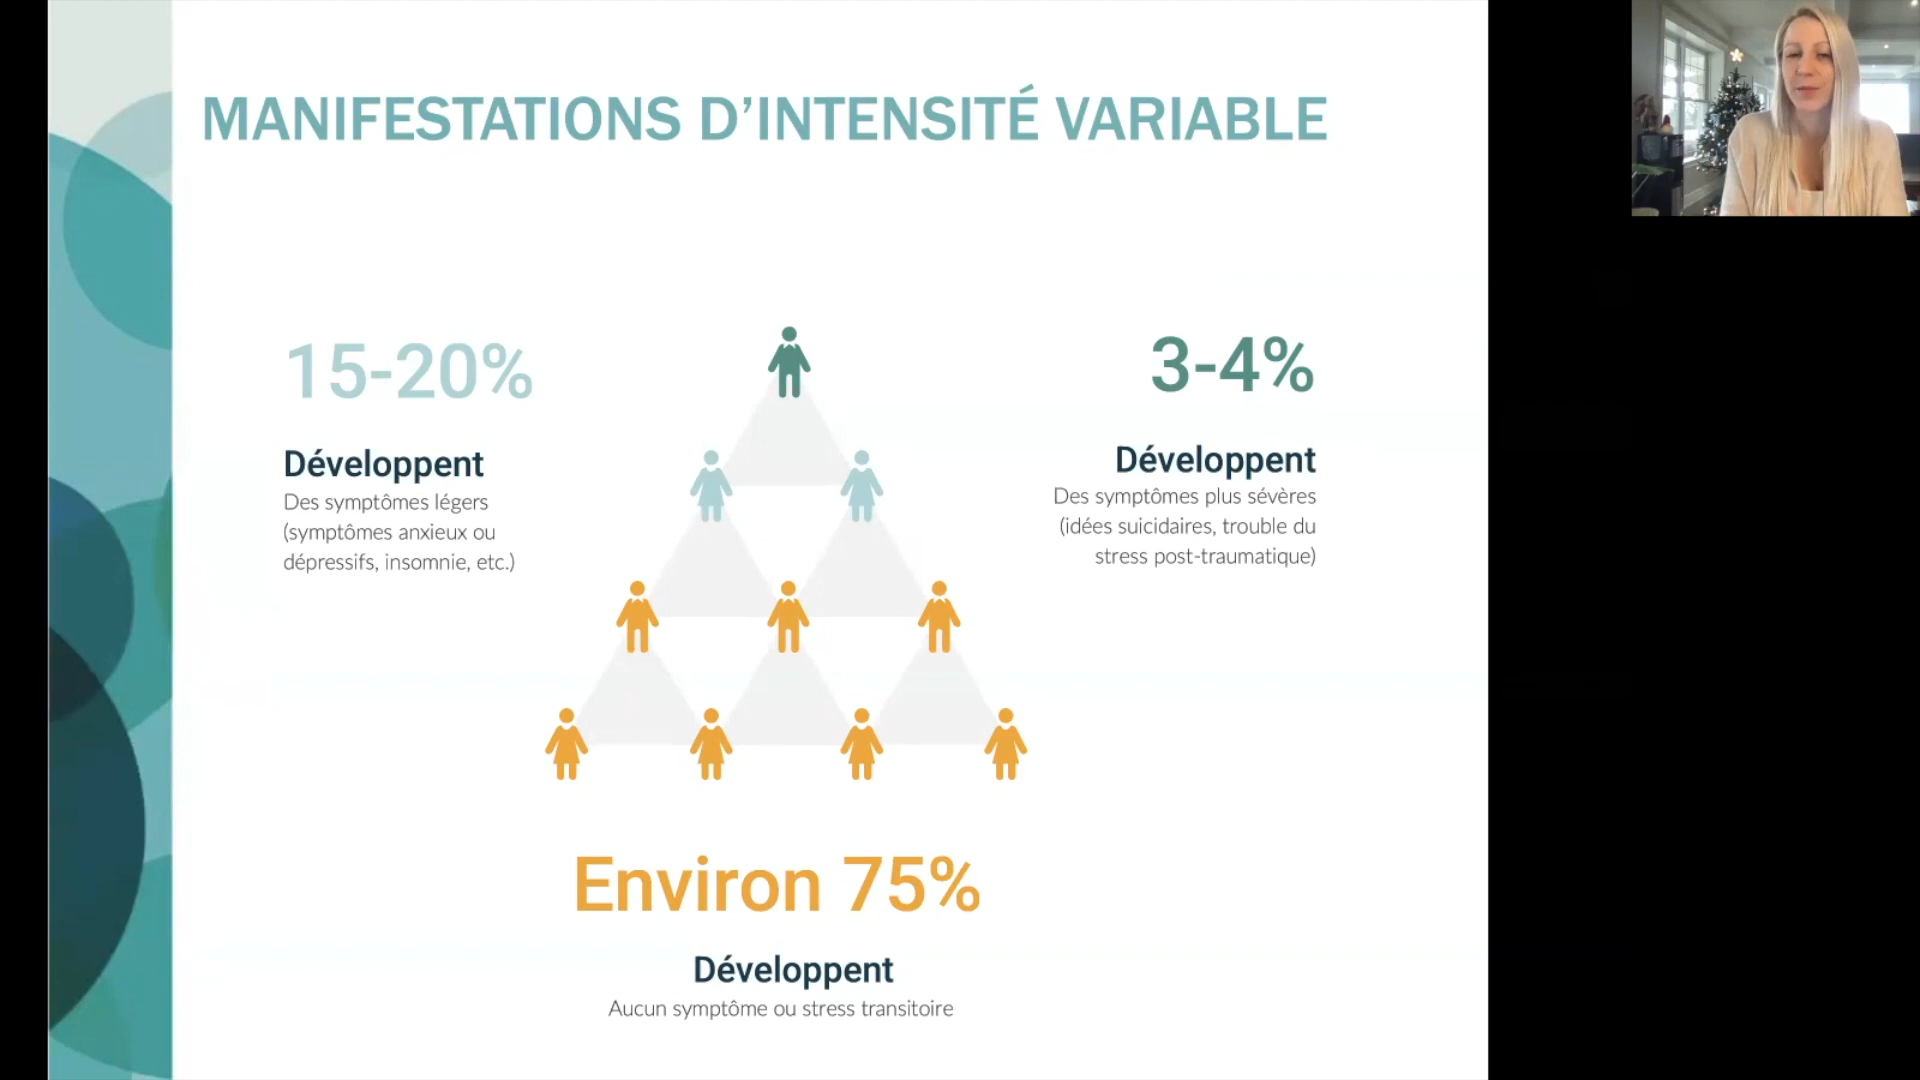 MANIFESTATIONS D’INTENSITÉ VARIABLE
15-20%
Développent
Des symptômes légers
(symptômes anxieux ou
dépressifs, insomnie, etc.)
3-4%
Développent
Des symptômes plus sévères
(idées suicidaires, trouble du
stress post-traumatique)
Environ 75%
Développent
Aucun symptôme ou stress transitoire